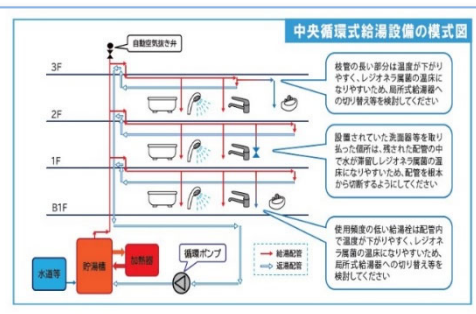 中央循環式給湯設備の模式図
自動空気抜き弁
3F
枝管の長い部分は温度が下がり
やすく、レジオネラ属菌の温床に
なりやすいため、局所式給湯器へ
の切り替え等を検討してください
2F
設置されていた洗面器等を取り
払った個所は、残された配管の中
で水が滞留しレジオネラ属菌の温
床になりやすいため、配管を根本
から切断するようにしてください
1F
B1F
使用頻度の低い給湯栓は配管内
で温度が下がりやすく、レジオネ
ラ属菌の温床になりやすいため、
局所式給湯器への切り替え等を
検討してください
水道等
貯湯槽
加熱器
循環ポンプ
給湯配管
返湯配管